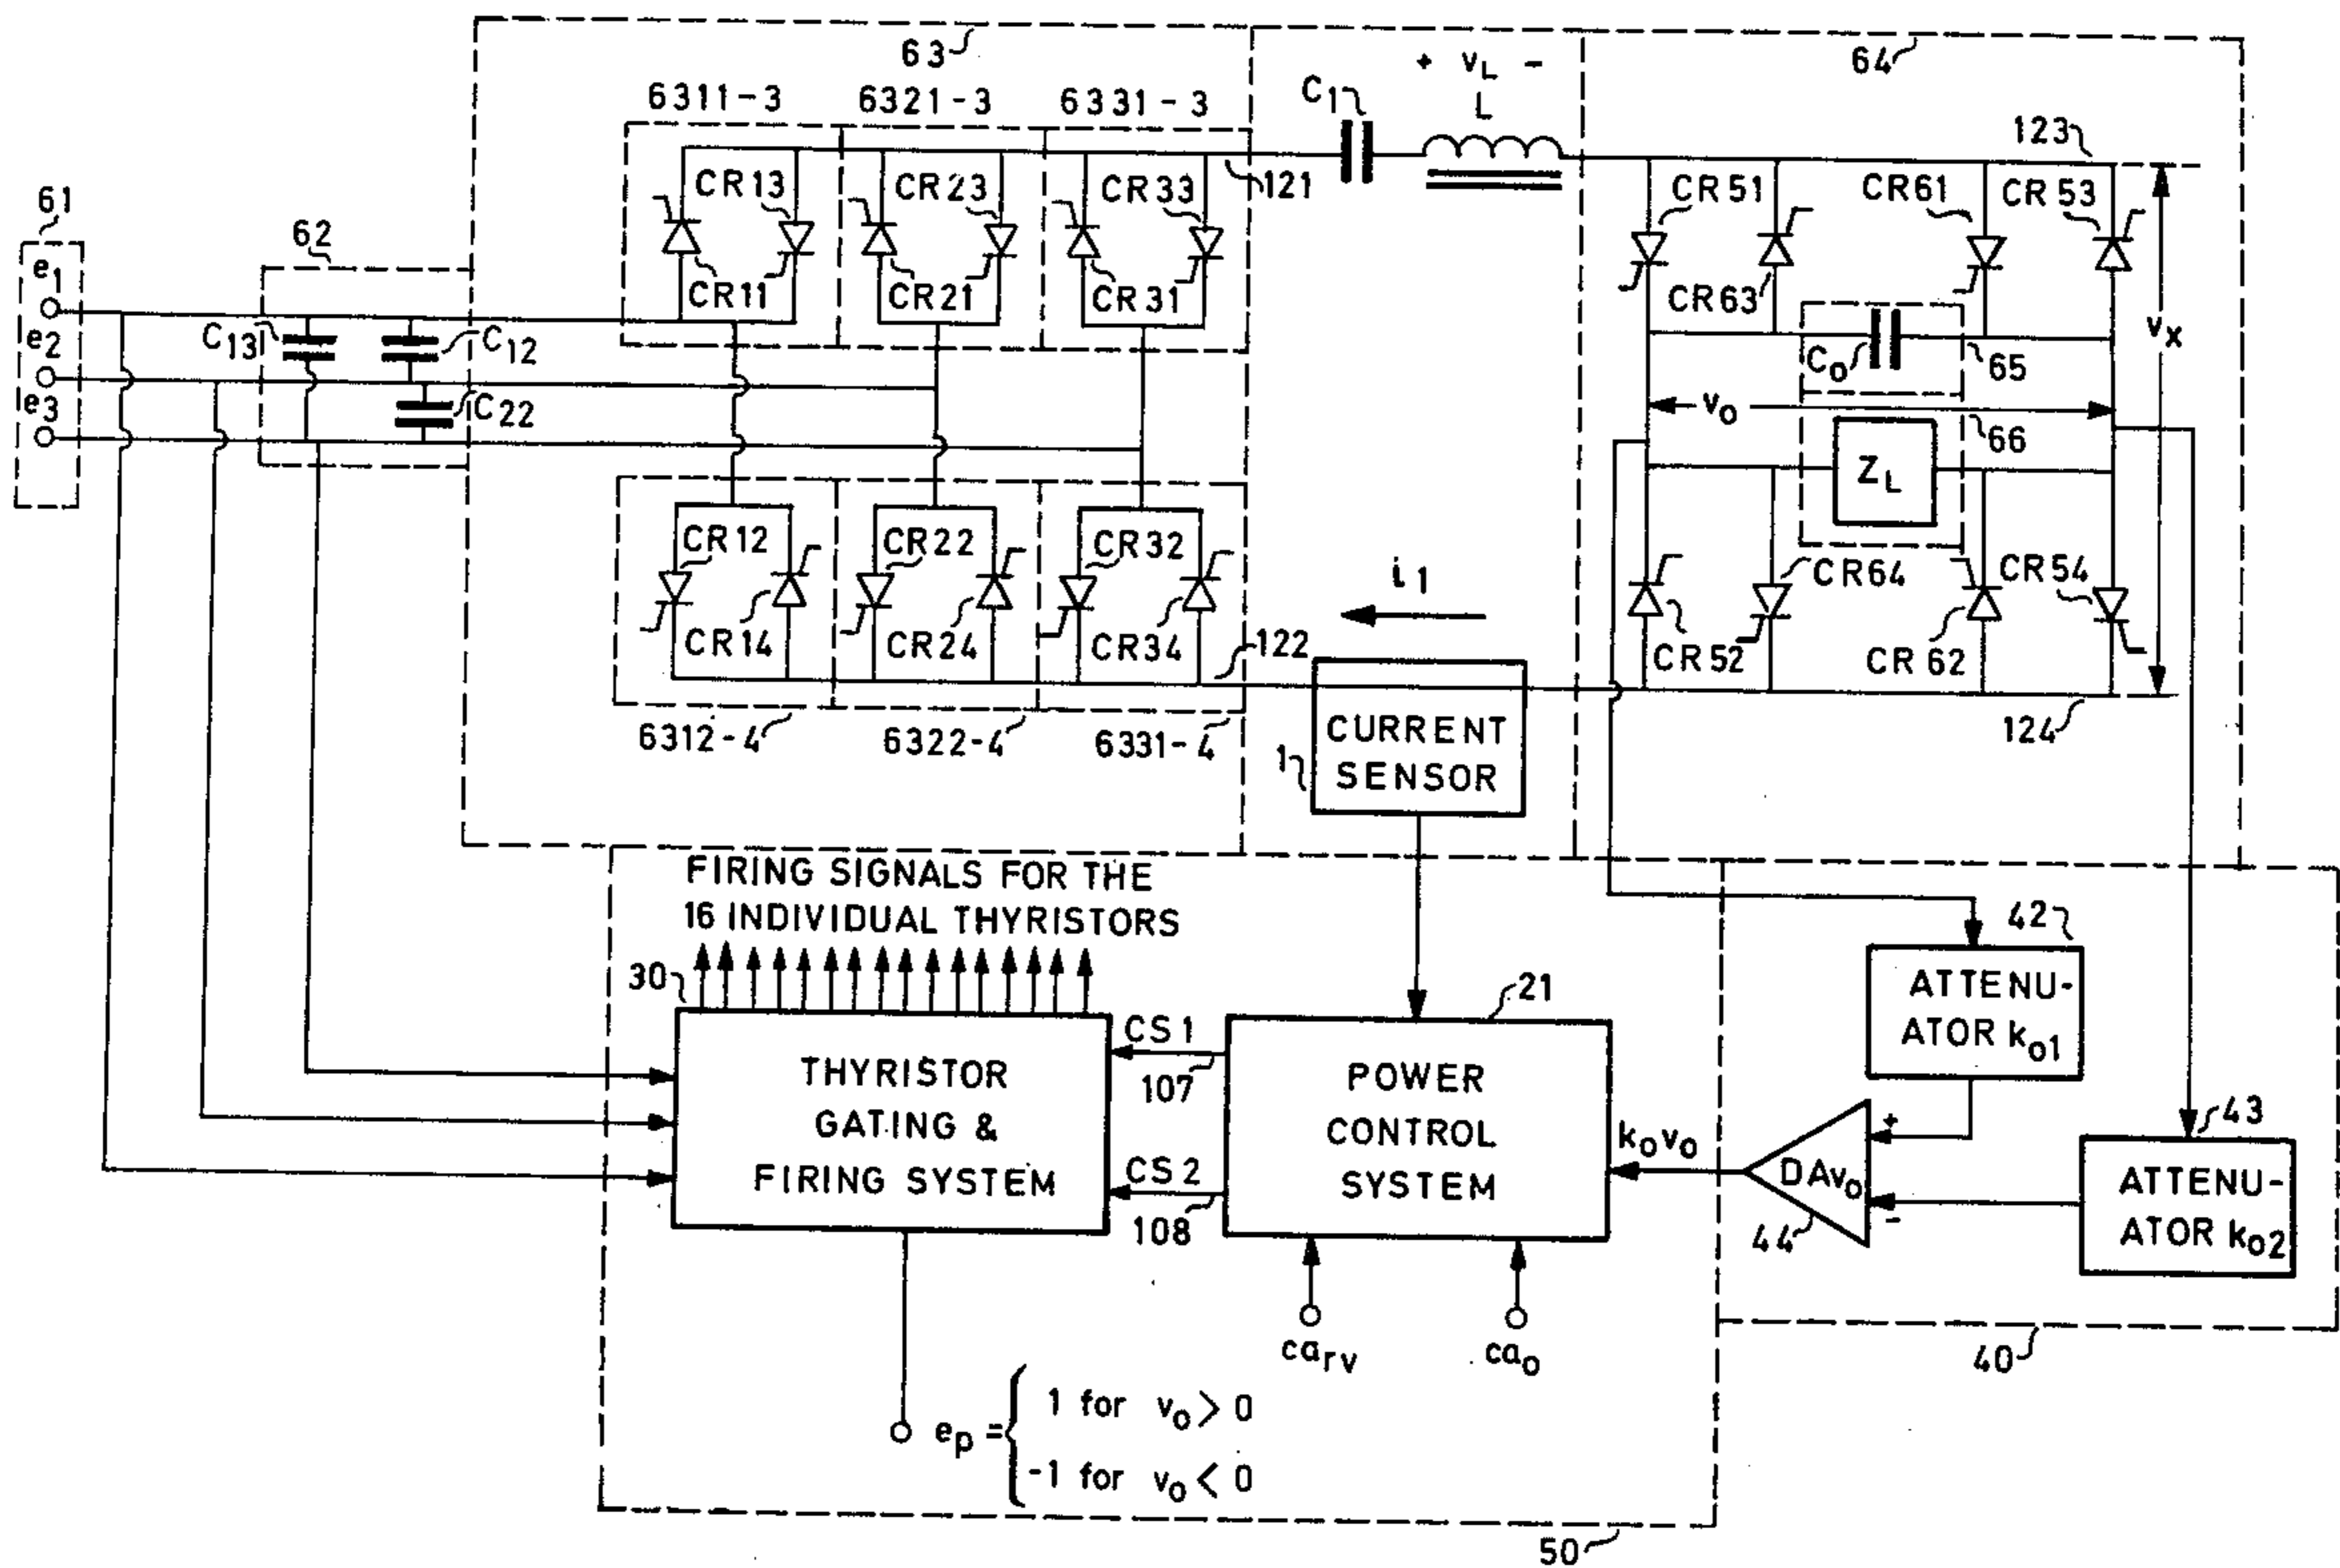 63
64
+ vL -
L
C1
6311-3
6321-3
6331-3
123
121
CR13
CR23
CR33
CR51
CR61
CR53
61
62
e1
e2
e3
CR11
CR21
CR31
CR63
vx
C13
C12
C22
C0
65
v0
66
ZL
CR12
CR22
CR32
i1
CR64
CR54
CR14
CR24
CR34
122
CR52
CR62
6312-4
6322-4
6331-4
1
CURRENT
SENSOR
124
FIRING SIGNALS FOR THE
16 INDIVIDUAL THYRISTORS
30
21
42
ATTENU-
ATOR ko1
THYRISTOR
GATING &
FIRING SYSTEM
CS1
107
CS2
108
POWER
CONTROL
SYSTEM
kovo
+
DAvo
-
44
43
ATTENU-
ATOR ko2
carv
cao
40
ep = { 1 for vo > 0
-1 for vo < 0
50